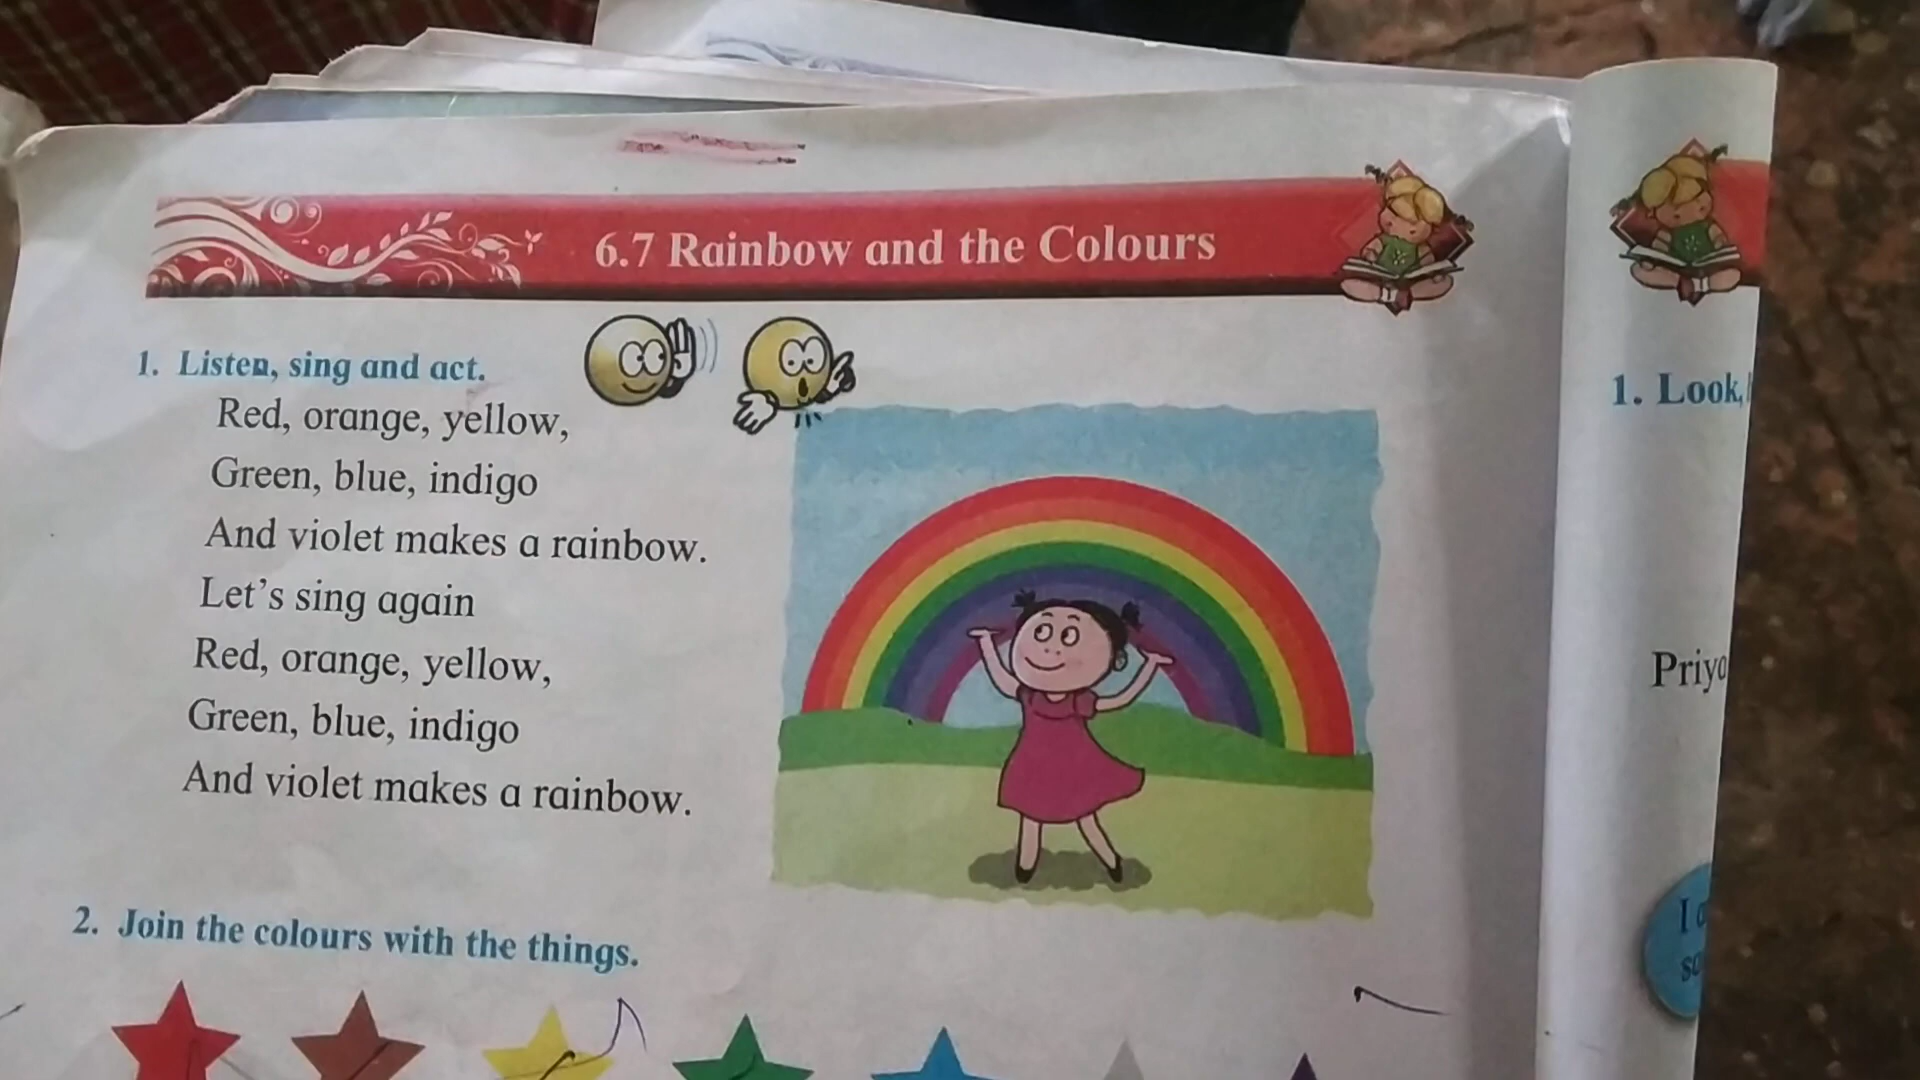 6.7 Rainbow and the Colours
1. Listen, sing and act.
Red, orange, yellow,
Green, blue, indigo
And violet makes a rainbow.
Let's sing again
Red, orange, yellow,
Green, blue, indigo
And violet makes a rainbow.
2. Join the colours with the things.
1. Look,